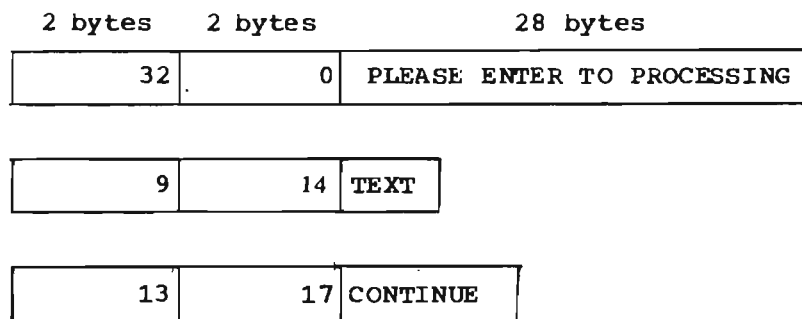 2 bytes 2 bytes 28 bytes
32 0 PLEASE ENTER TO PROCESSING
9 14 TEXT
13 17 CONTINUE